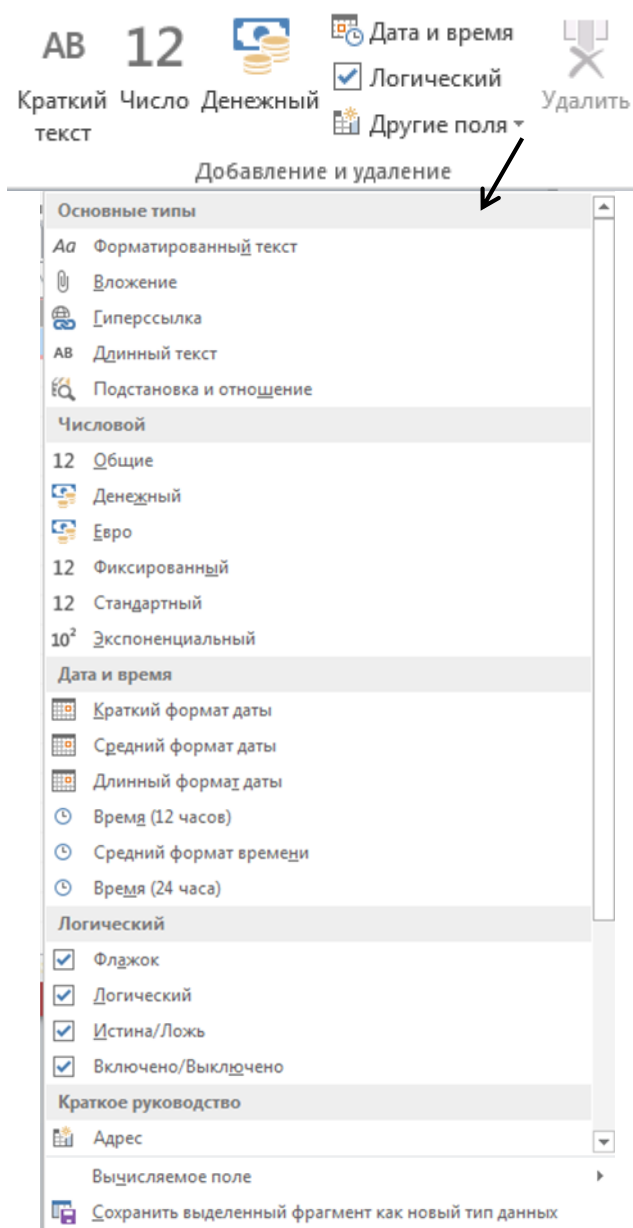 АВ
12
Краткий текст
Число
Денежный
Дата и время
Логический
Другие поля
Удалить
Добавление и удаление
Основные типы
Aa Форматированный текст
Вложение
Гиперссылка
АВ Длинный текст
Подстановка и отношение
Числовой
12 Общие
Денежный
Евро
12 Фиксированный
12 Стандартный
10² Экспоненциальный
Дата и время
Краткий формат даты
Средний формат даты
Длинный формат даты
Время (12 часов)
Средний формат времени
Время (24 часа)
Логический
Флажок
Логический
Истина/Ложь
Включено/Выключено
Краткое руководство
Адрес
Вычисляемое поле
Сохранить выделенный фрагмент как новый тип данных